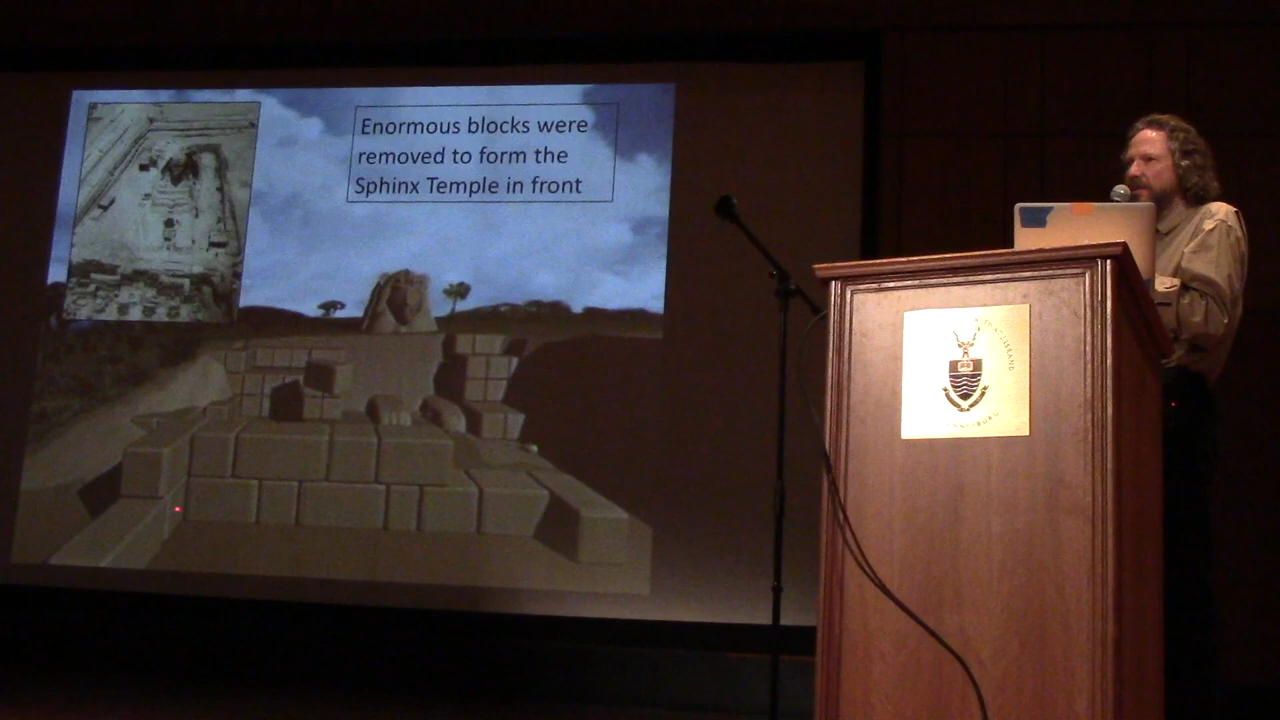 Enormous blocks were
removed to form the
Sphinx Temple in front